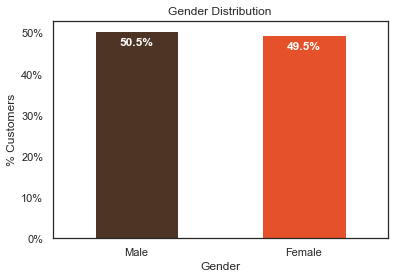 Gender Distribution
50%
40%
30%
20%
10%
0%
% Customers
50.5%
49.5%
Male
Female
Gender